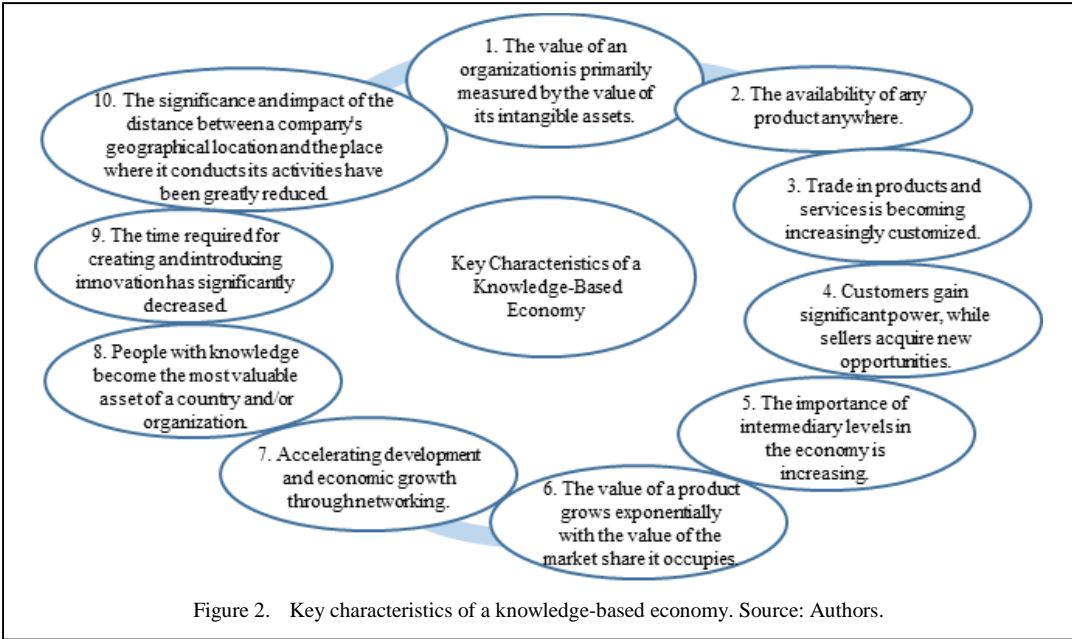 1. The value of an
organization is primarily
measured by the value of
its intangible assets.
2. The availability of any
product anywhere.
3. Trade in products and
services is becoming
increasingly customized.
4. Customers gain
significant power, while
sellers acquire new
opportunities.
5. The importance of
intermediary levels in
the economy is
increasing.
6. The value of a product
grows exponentially
with the value of the
market share it occupies.
7. Accelerating development
and economic growth
through networking.
8. People with knowledge
become the most valuable
asset of a country and/or
organization.
9. The time required for
creating and introducing
innovation has significantly
decreased.
10. The significance and impact of the
distance between a company's
geographical location and the place
where it conducts its activities have
been greatly reduced.
Key Characteristics of a
Knowledge-Based
Economy
Figure 2. Key characteristics of a knowledge-based economy. Source: Authors.